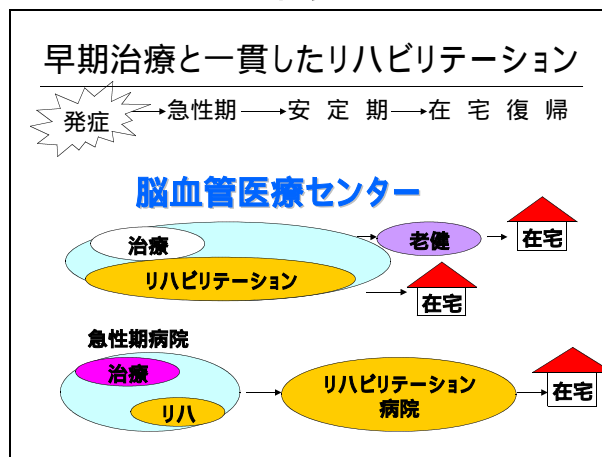 早期治療と一貫したリハビリテーション
発症→急性期→安定期→在宅復帰
脳血管医療センター
治療
リハビリテーション
老健
在宅
在宅
急性期病院
治療
リハ
リハビリテーション
病院
在宅